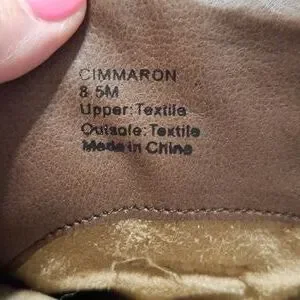 CIMMARON
8.5M
Upper: Textile
Outsole: Textile
Made in China